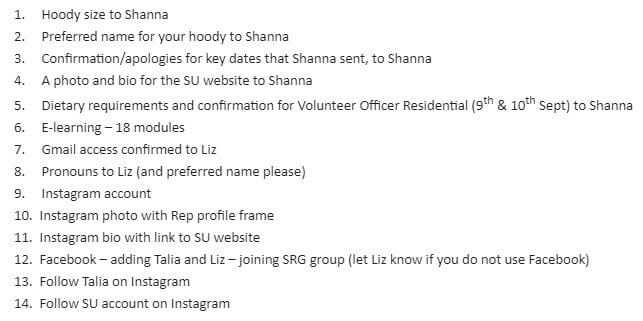 1. Hoody size to Shanna
2. Preferred name for your hoody to Shanna
3. Confirmation/apologies for key dates that Shanna sent, to Shanna
4. A photo and bio for the SU website to Shanna
5. Dietary requirements and confirmation for Volunteer Officer Residential (9th & 10th Sept) to Shanna
6. E-learning – 18 modules
7. Gmail access confirmed to Liz
8. Pronouns to Liz (and preferred name please)
9. Instagram account
10. Instagram photo with Rep profile frame
11. Instagram bio with link to SU website
12. Facebook – adding Talia and Liz – joining SRG group (let Liz know if you do not use Facebook)
13. Follow Talia on Instagram
14. Follow SU account on Instagram